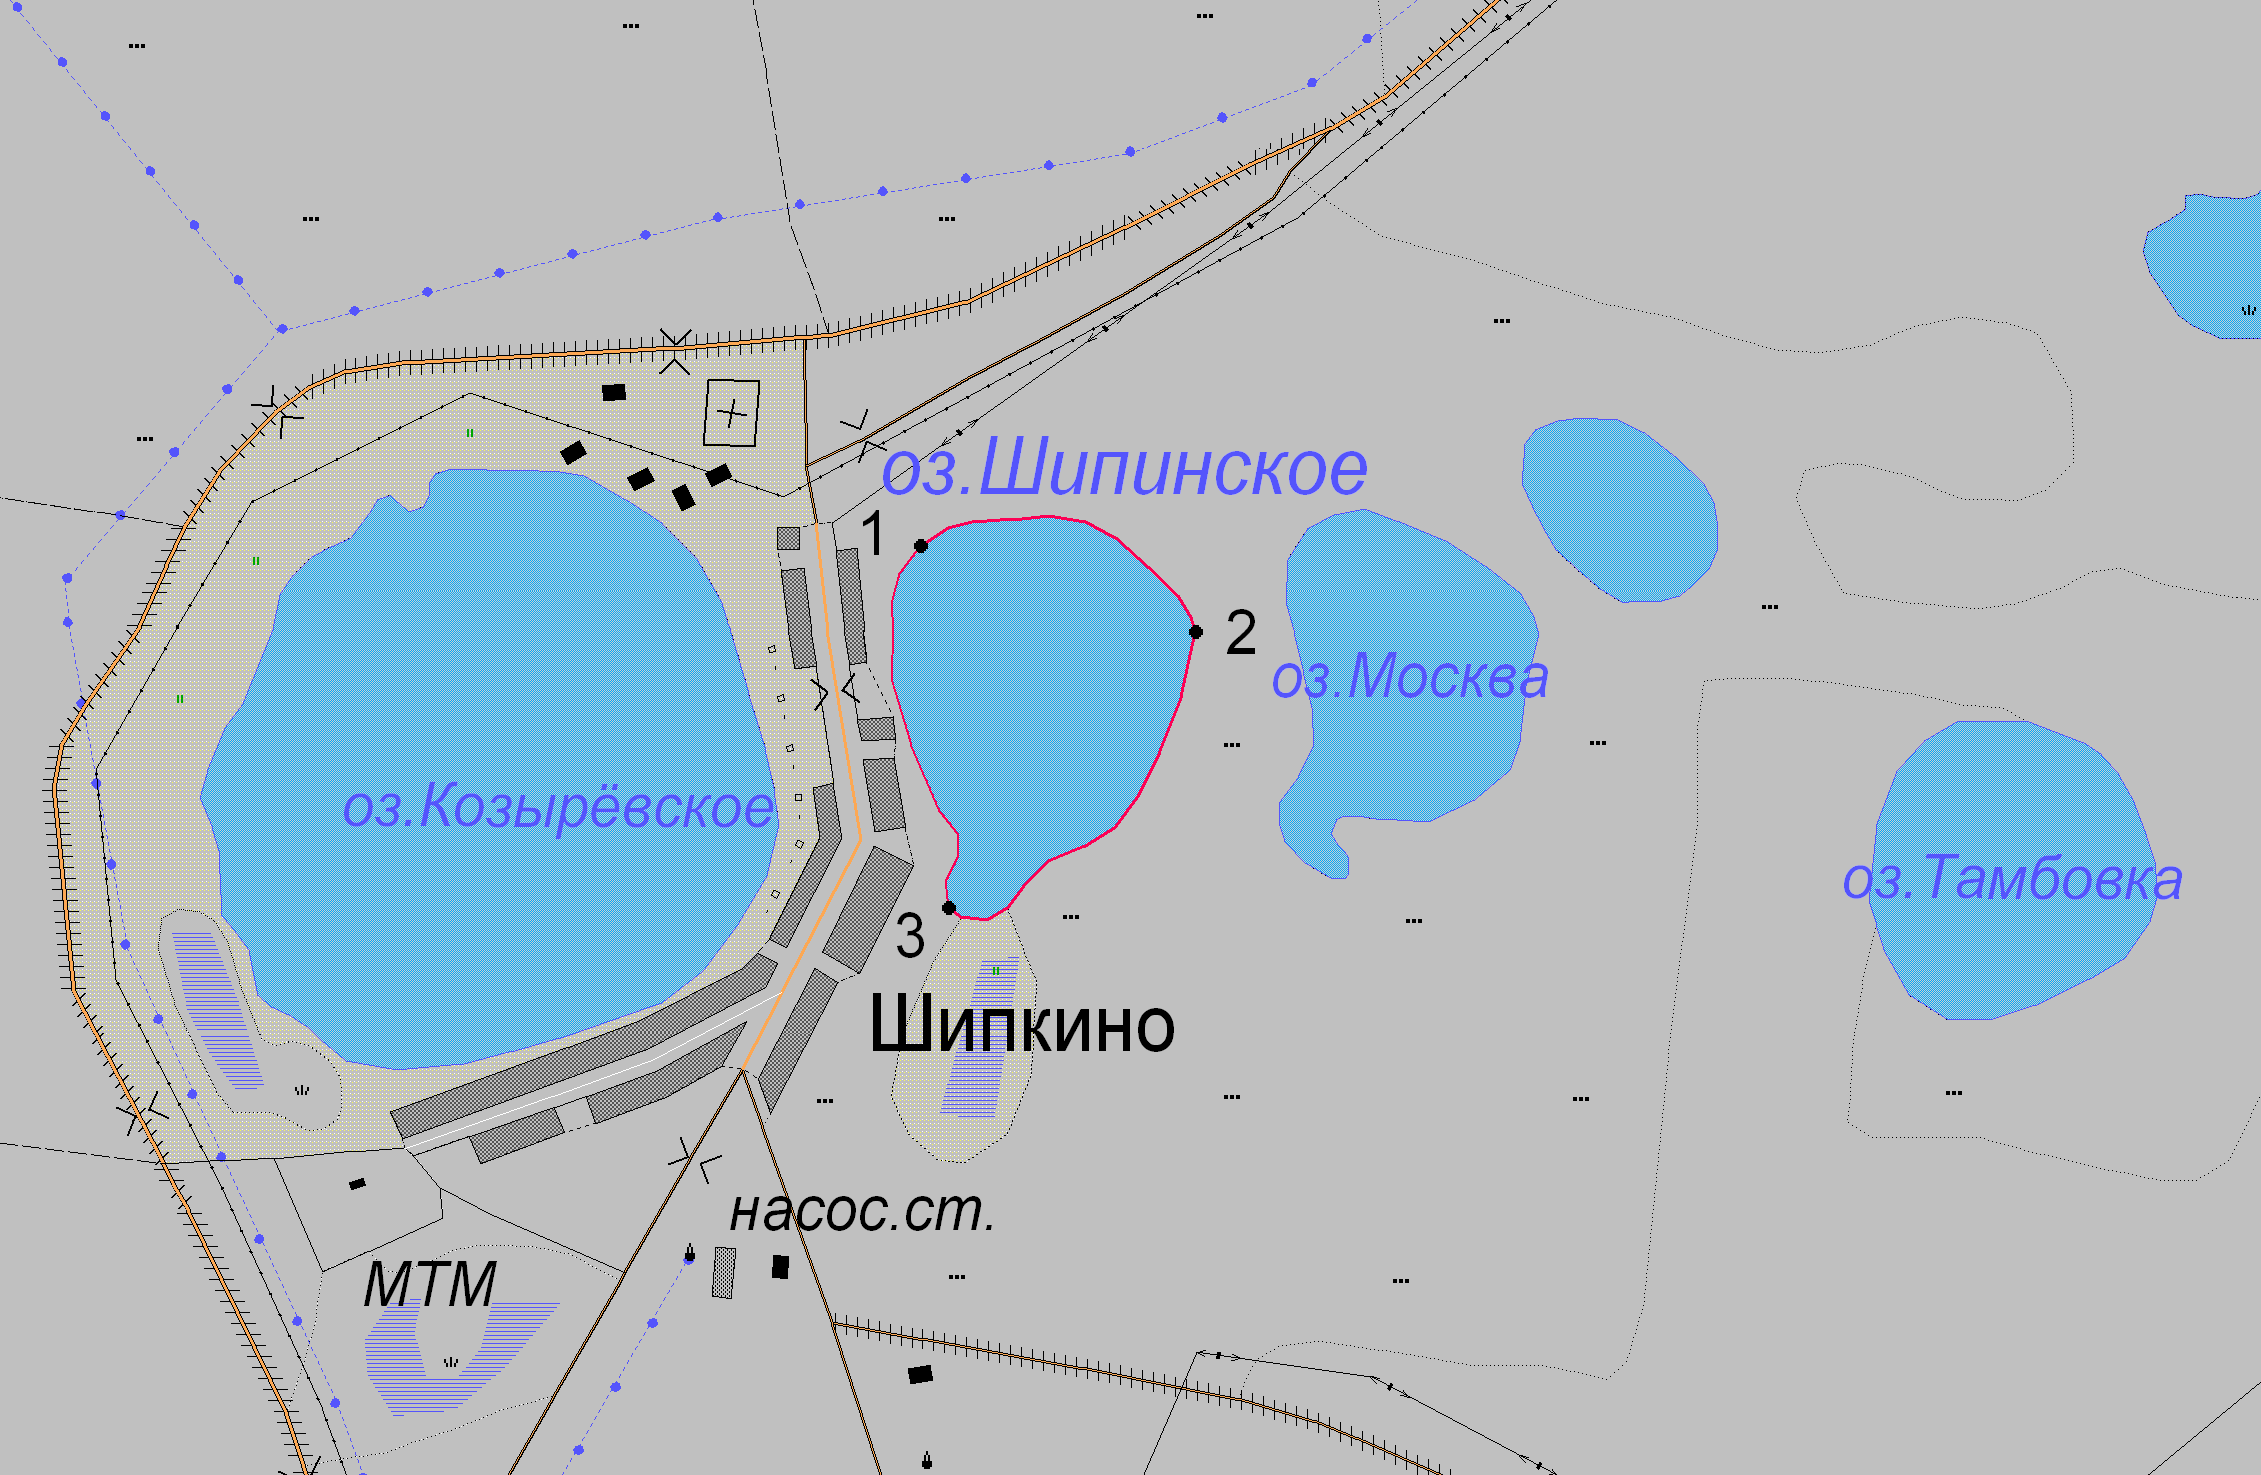 оз.Шипинское
1
2
оз.Москва
оз.Козырёвское
оз.Тамбовка
3
Шипкино
насос.ст.
МТМ